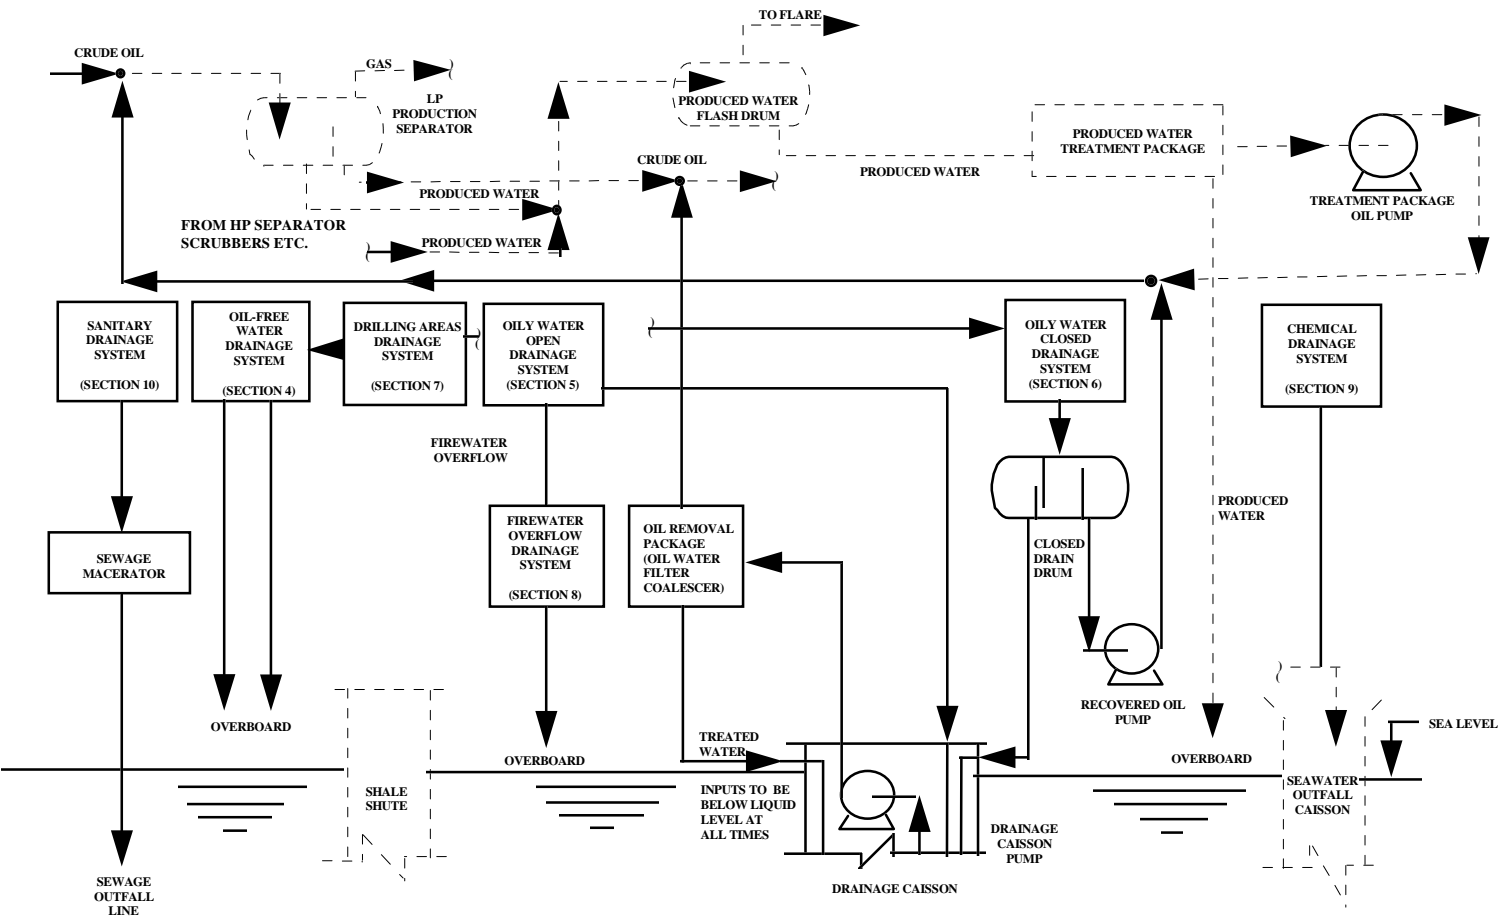 TO FLARE
CRUDE OIL
GAS
LP
PRODUCTION
SEPARATOR
PRODUCED WATER
FLASH DRUM
PRODUCED WATER
TREATMENT PACKAGE
CRUDE OIL
PRODUCED WATER
PRODUCED WATER
TREATMENT PACKAGE
OIL PUMP
FROM HP SEPARATOR
SCRUBBERS ETC.
PRODUCED WATER
SANITARY
DRAINAGE
SYSTEM
(SECTION 10)
OIL-FREE
WATER
DRAINAGE
SYSTEM
(SECTION 4)
DRILLING AREAS
DRAINAGE
SYSTEM
(SECTION 7)
OILY WATER
OPEN
DRAINAGE
SYSTEM
(SECTION 5)
OILY WATER
CLOSED
DRAINAGE
SYSTEM
(SECTION 6)
CHEMICAL
DRAINAGE
SYSTEM
(SECTION 9)
FIREWATER
OVERFLOW
FIREWATER
OVERFLOW
DRAINAGE
SYSTEM
(SECTION 8)
OIL REMOVAL
PACKAGE
(OIL WATER
FILTER
COALESCER)
CLOSED
DRAIN
DRUM
PRODUCED
WATER
SEWAGE
MACERATOR
OVERBOARD
RECOVERED OIL
PUMP
SEA LEVEL
TREATED
WATER
OVERBOARD
OVERBOARD
SHALE
SHUTE
INPUTS TO BE
BELOW LIQUID
LEVEL AT
ALL TIMES
SEAWATER
OUTFALL
CAISSON
DRAINAGE
CAISSON
PUMP
DRAINAGE CAISSON
SEWAGE
OUTFALL
LINE